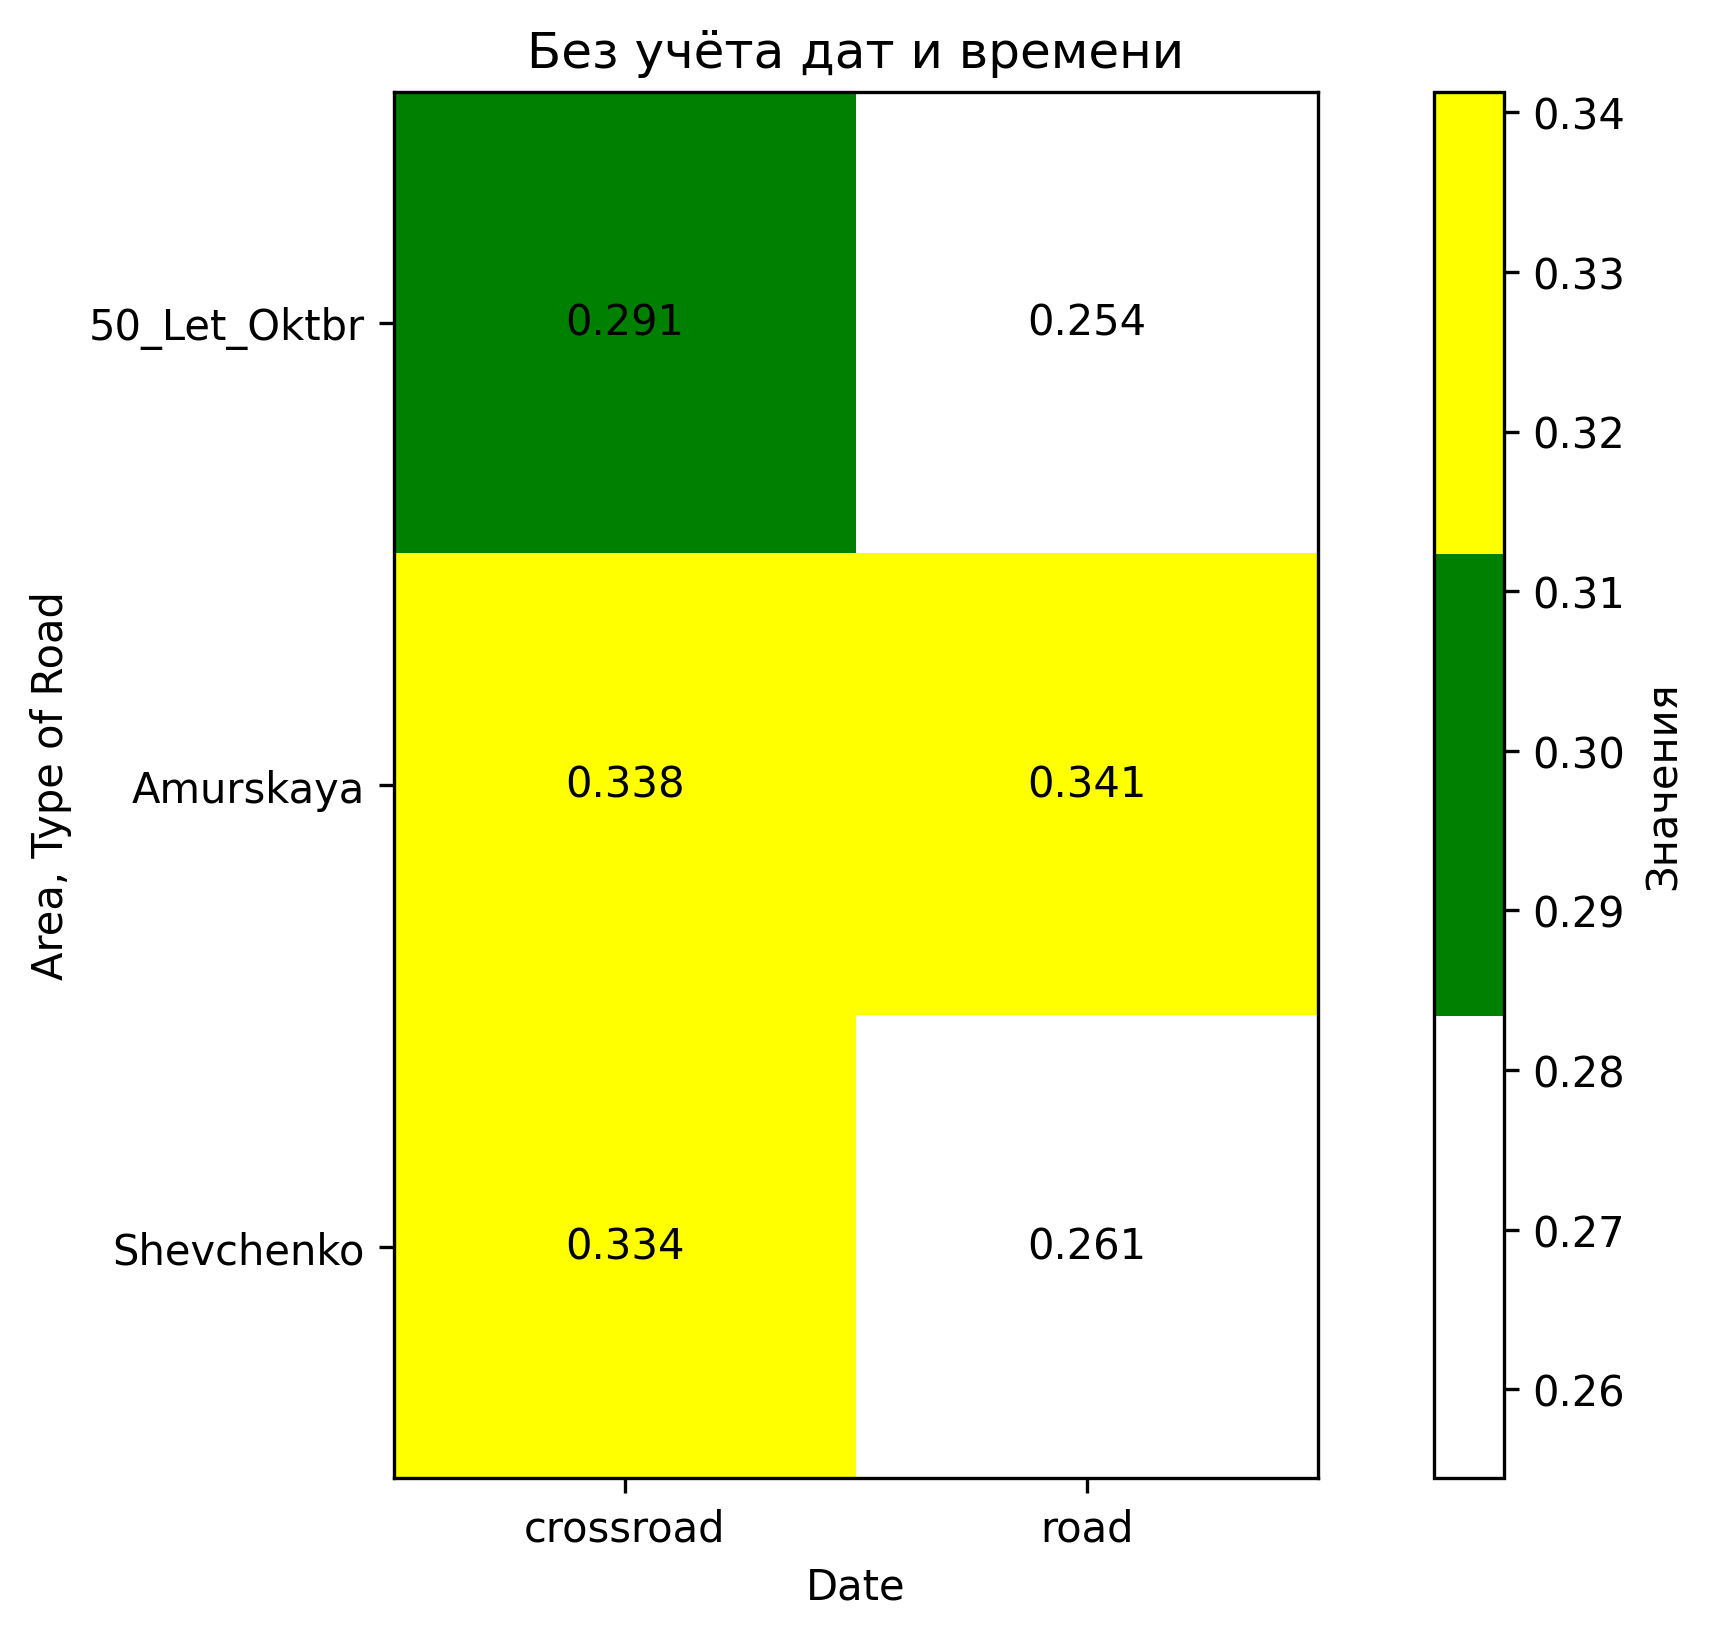 Без учёта дат и времени
Area, Type of Road
50_Let_Oktbr
0.291
0.254
Amurskaya
0.338
0.341
Shevchenko
0.334
0.261
crossroad
road
Date
0.34
0.33
0.32
0.31
0.30
0.29
0.28
0.27
0.26
Значения